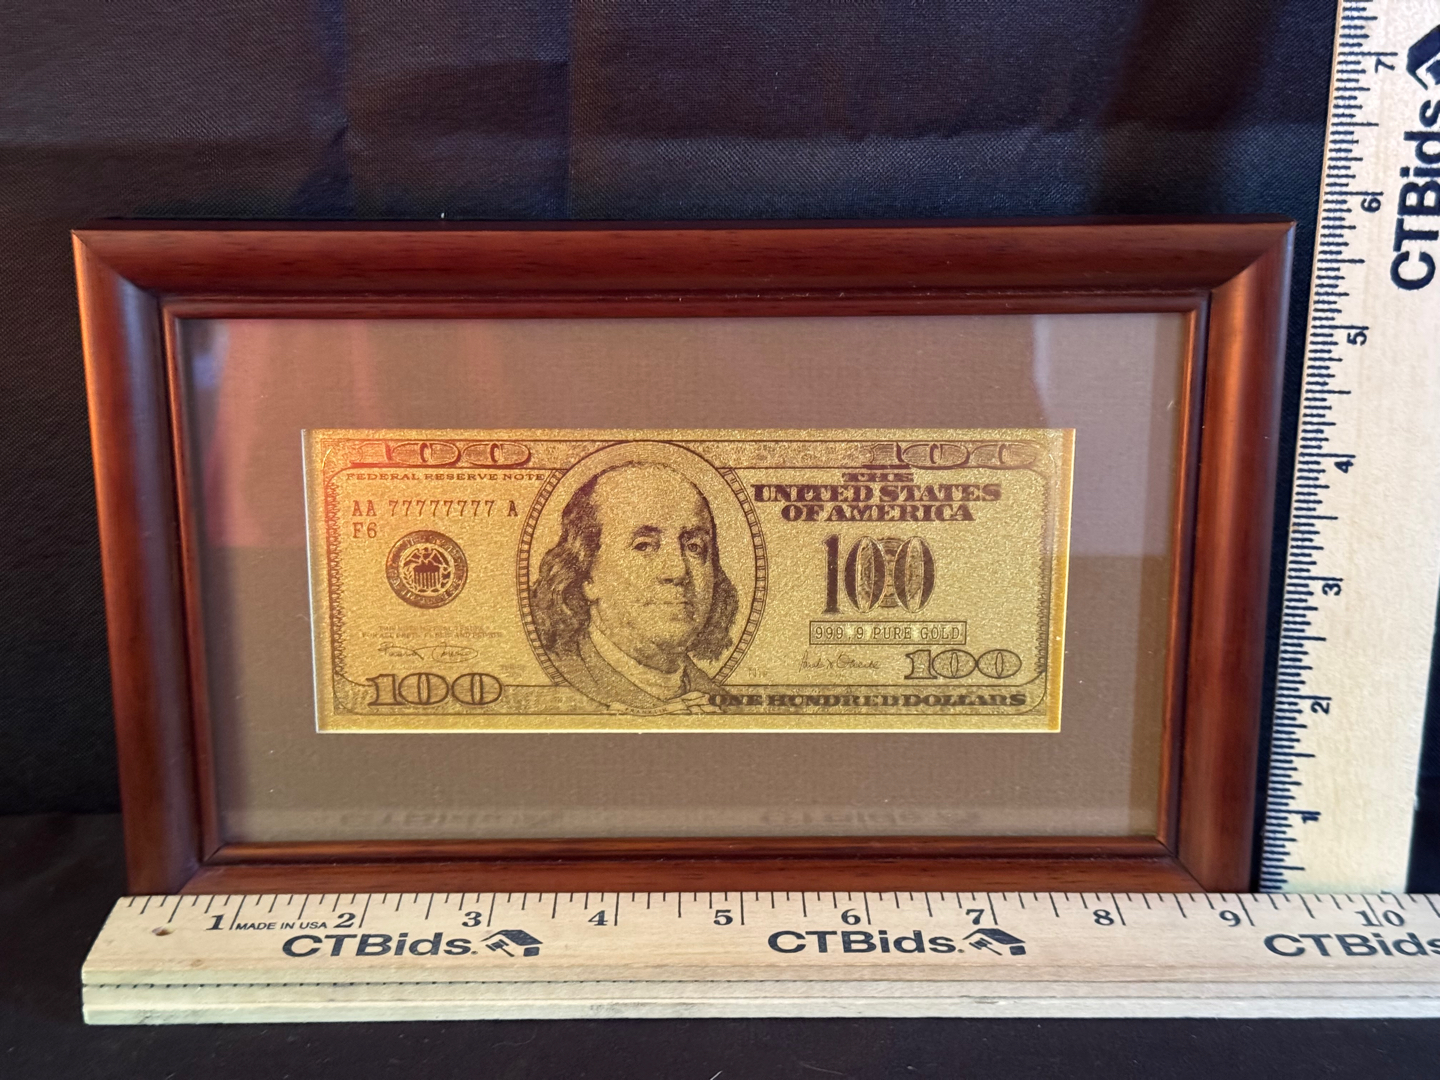 100 100
FEDERAL RESERVE NOTE
AA 77777777 A
F6
THE
UNITED STATES
OF AMERICA
100
999.9 PURE GOLD
100
100
ONE HUNDRED DOLLARS
7
6
5
4
3
2
1
CTBids
1 MADE IN USA 2 3 4 5 6 7 8 9 10
CTBids. CTBids. CTBids